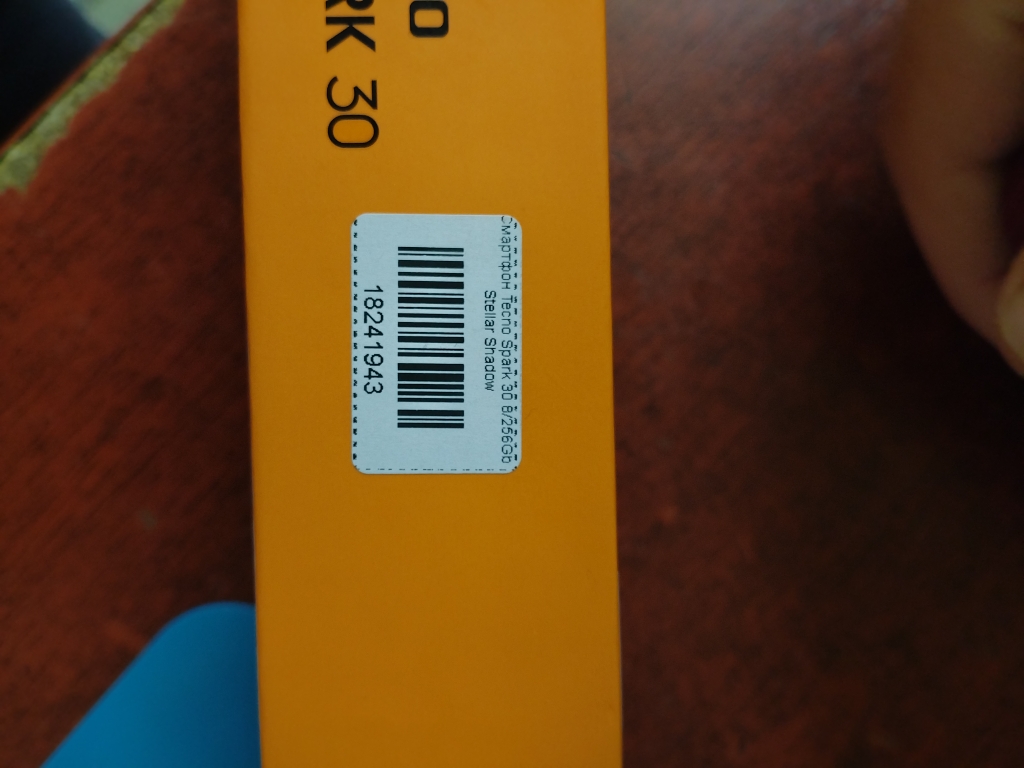 O
RK 30
Смартфон Tecno Spark 30 8/256Gb
Stellar Shadow
18241943